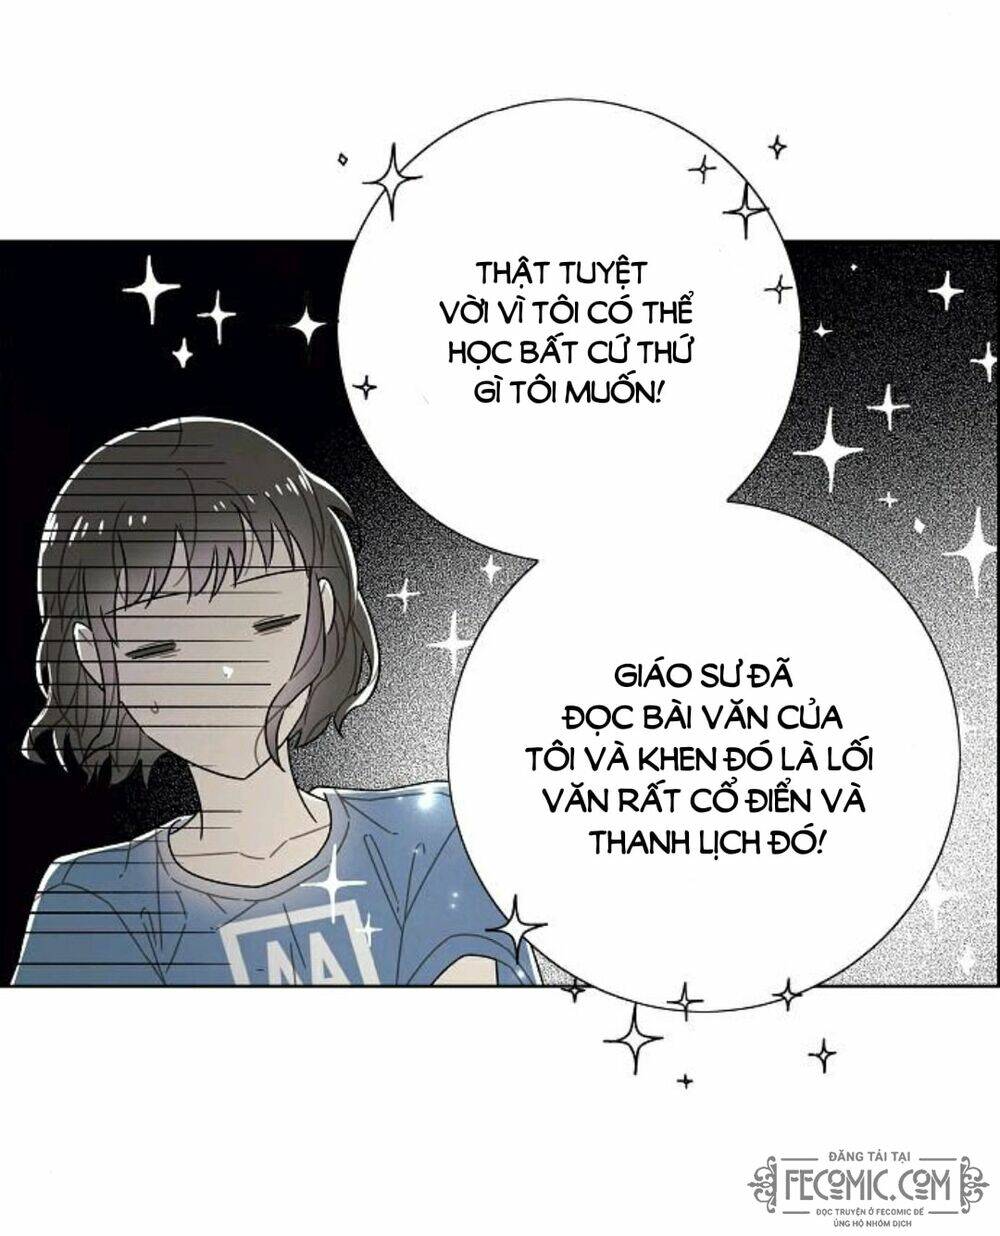 THẬT TUYỆT
VỜI VÌ TÔI CÓ THỂ
HỌC BẤT CỨ THỨ
GÌ TÔI MUỐN!
GIÁO SƯ ĐÃ
ĐỌC BÀI VĂN CỦA
TÔI VÀ KHEN ĐÓ LÀ LỐI
VĂN RẤT CỔ ĐIỂN VÀ
THANH LỊCH ĐÓ!
ĐĂNG TẢI TẠI
FECOMIC.COM
ĐỌC TRUYỆN Ở FECOMIC ĐỂ
ỦNG HỘ NHÓM DỊCH